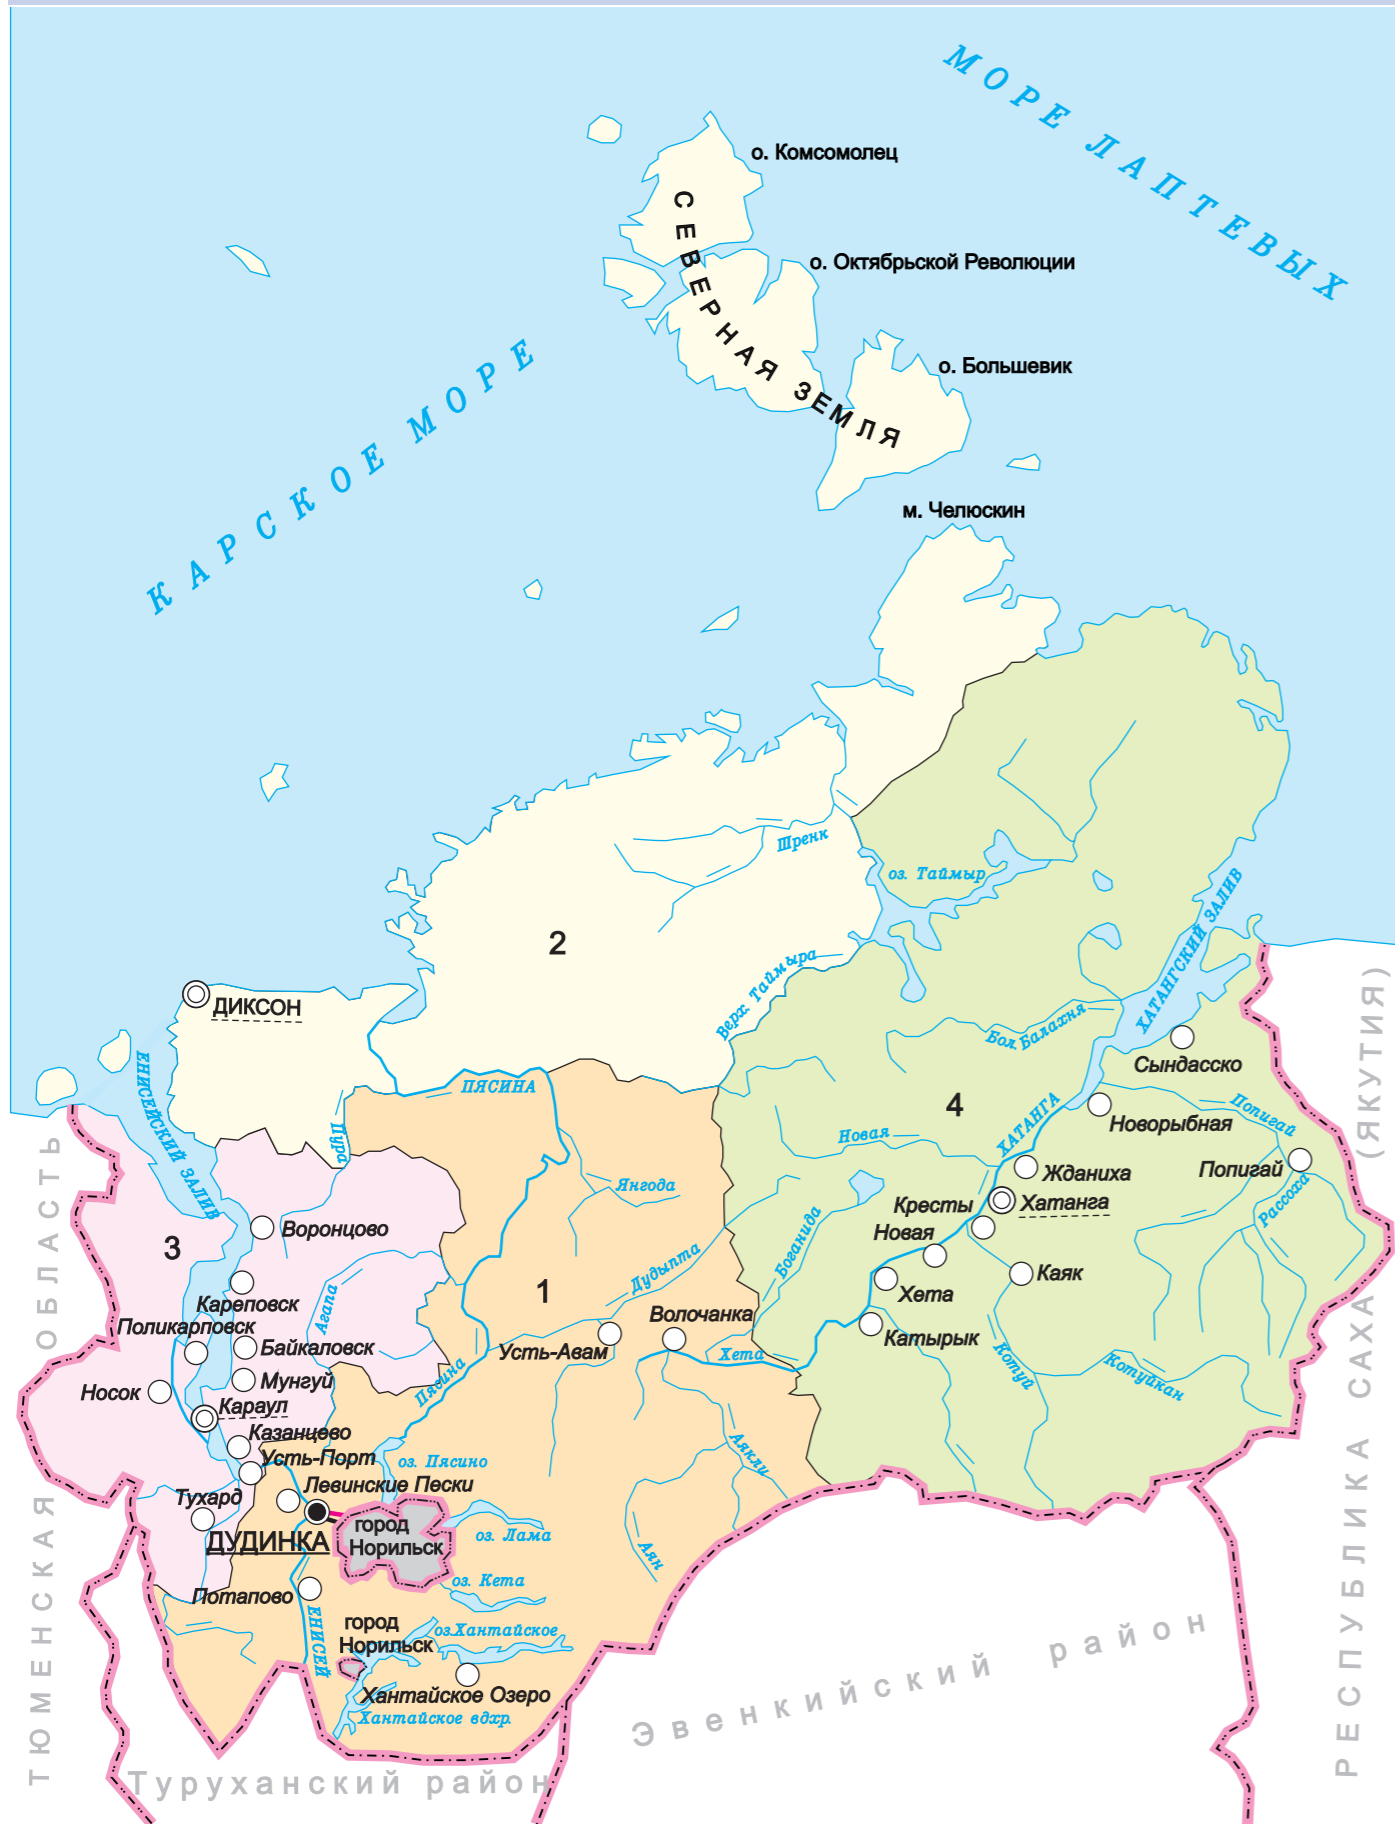 МОРЕ ЛАПТЕВЫХ
о. Комсомолец
СЕВЕРНАЯ ЗЕМЛЯ
о. Октябрьской Революции
о. Большевик
КАРСКОЕ МОРЕ
м. Челюскин
Шренк
оз. Таймыр
ХАТАНГСКИЙ ЗАЛИВ
2
Верх. Таймыра
ДИКСОН
Бол. Балахня
Сындасско
ЕНИСЕЙСКИЙ ЗАЛИВ
ПЯСИНА
4
ХАТАНГА
Новорыбная
Попигай
Пура
Новая
Жданиха
Попигай
Янгода
Кресты
Хатанга
Рассоха
Воронцово
3
Новая
Боганида
Каяк
Дудыпта
1
Кареповск
Хета
Агапа
Поликарповск
Волочанка
Байкаловск
Усть-Авам
Хета
Катырык
Котуй
Котуйкан
Мунгуй
Носок
Пясина
Караул
Казанцево
Аякли
Усть-Порт
оз. Пясино
Левинские Пески
Тухард
город
Норильск
оз. Лама
ДУДИНКА
Аян
оз. Кета
Потапово
ЕНИСЕЙ
город
Норильск
оз.Хантайское
Хантайское Озеро
Хантайское вдхр.
ТЮМЕНСКАЯ ОБЛАСТЬ
Туруханский район
Эвенкийский район
РЕСПУБЛИКА САХА (ЯКУТИЯ)